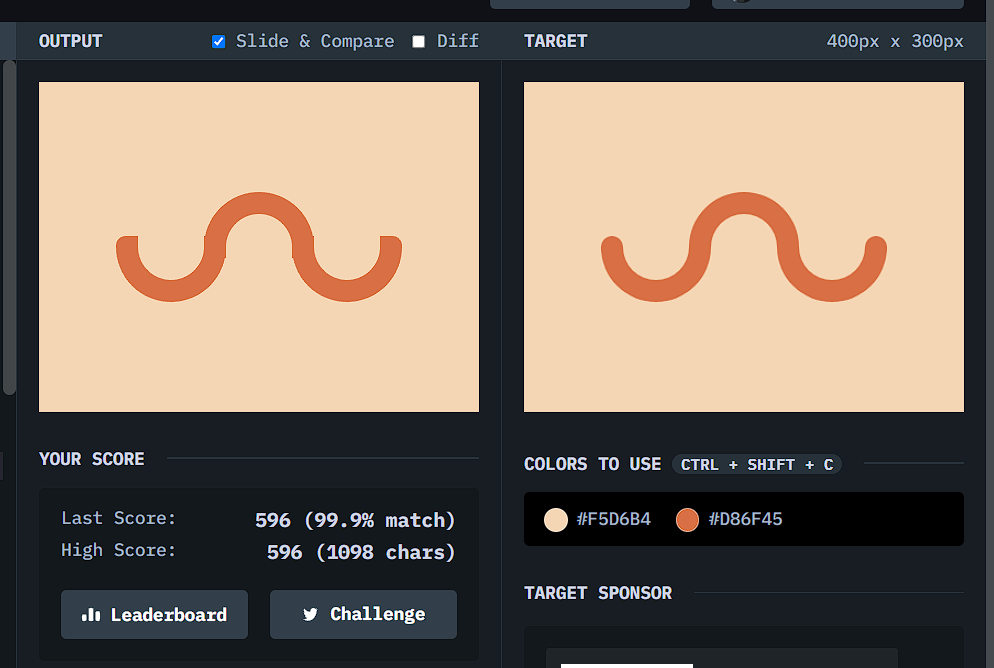 OUTPUT
Slide & Compare
Diff
TARGET
400px x 300px
YOUR SCORE
Last Score:
596 (99.9% match)
High Score:
596 (1098 chars)
Leaderboard
Challenge
COLORS TO USE
CTRL + SHIFT + C
#F5D6B4
#D86F45
TARGET SPONSOR